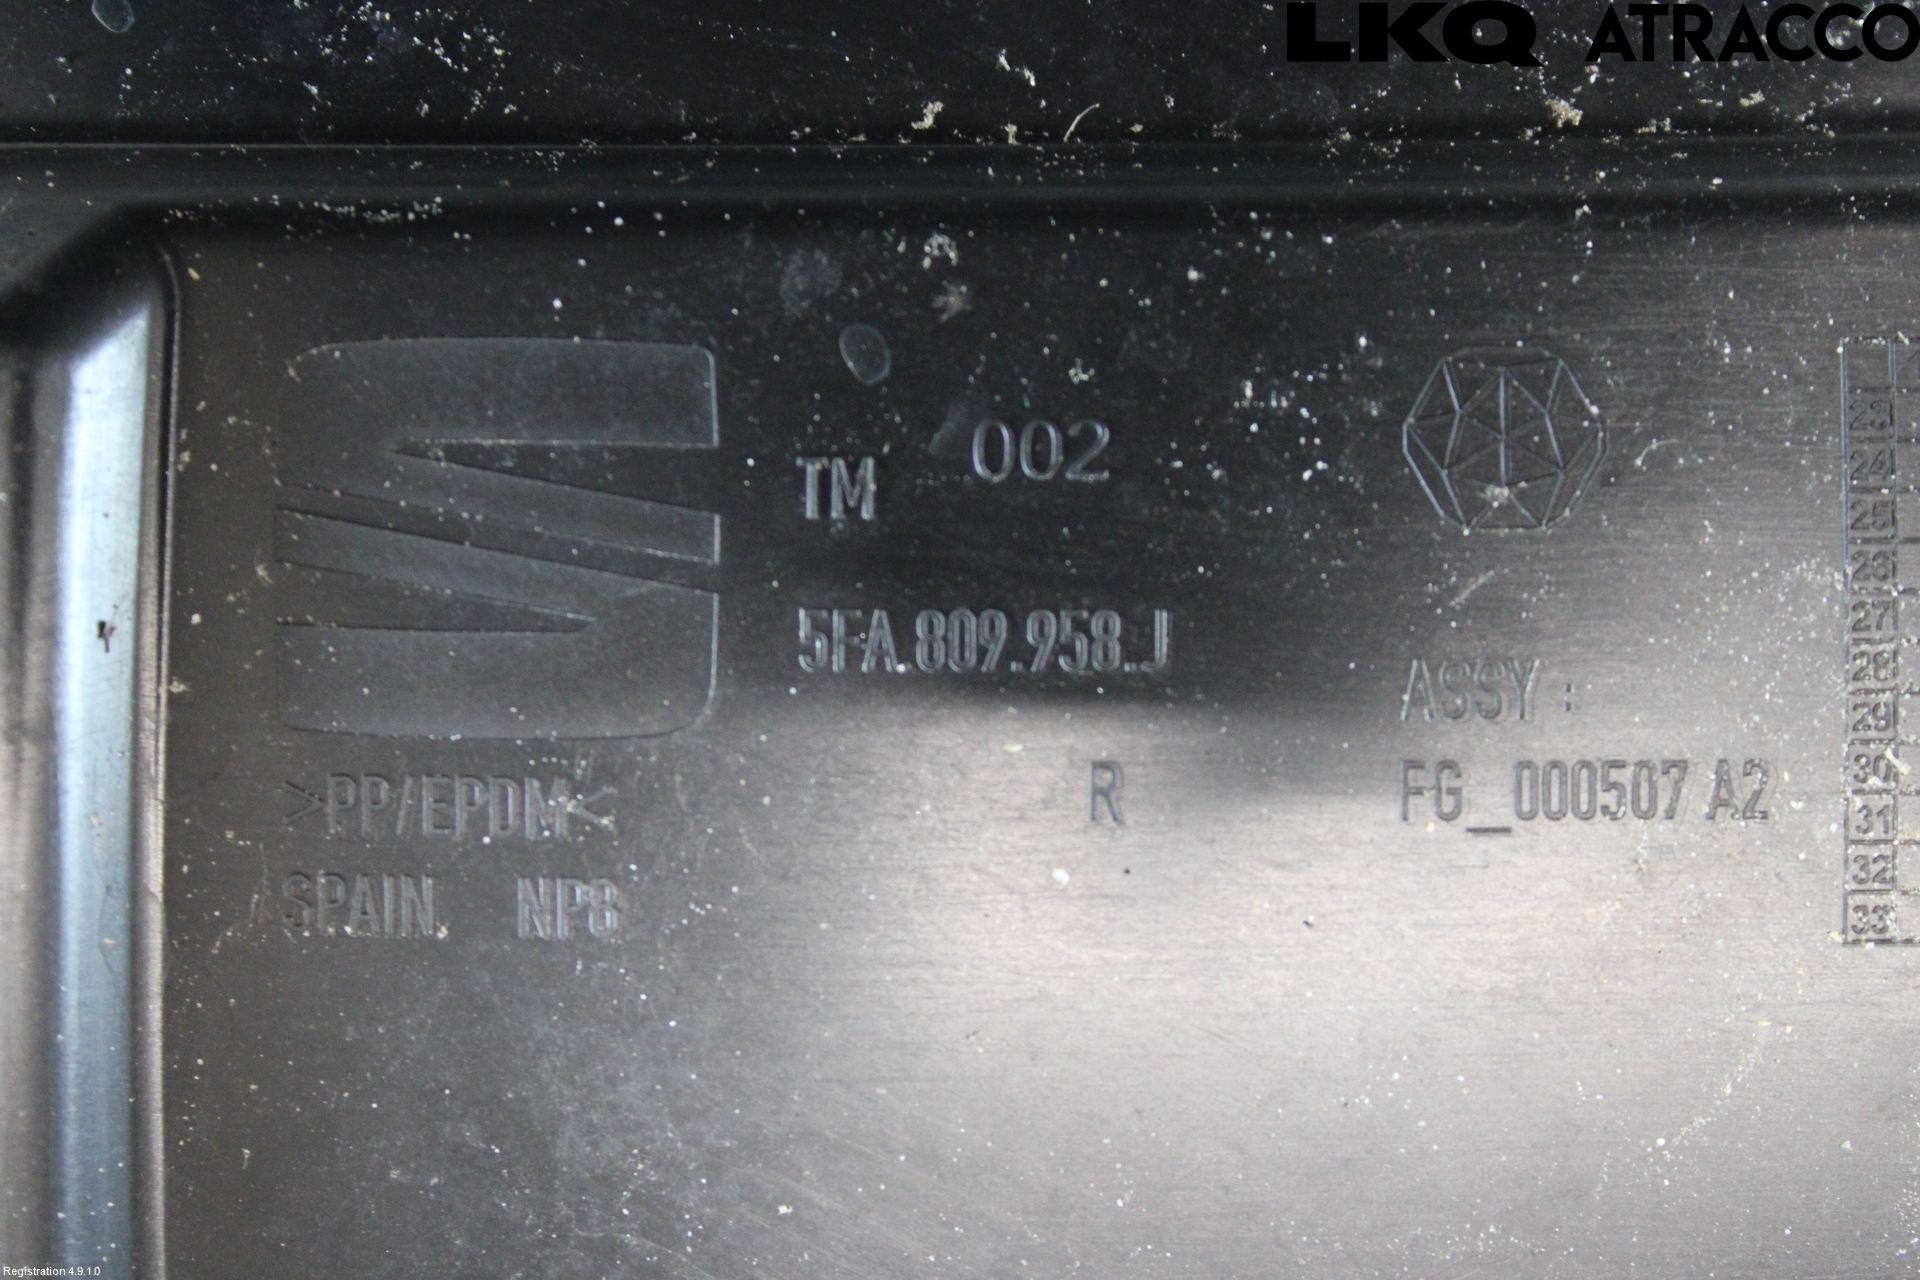 LKQ ATRACCO
TM 002
5FA.809.958.J
ASSY :
>PP/EPDM<
R
FG_000507 A2
SPAIN NP8
23
24
25
26
27
28
29
30
31
32
33
Registration 4.9.1.0